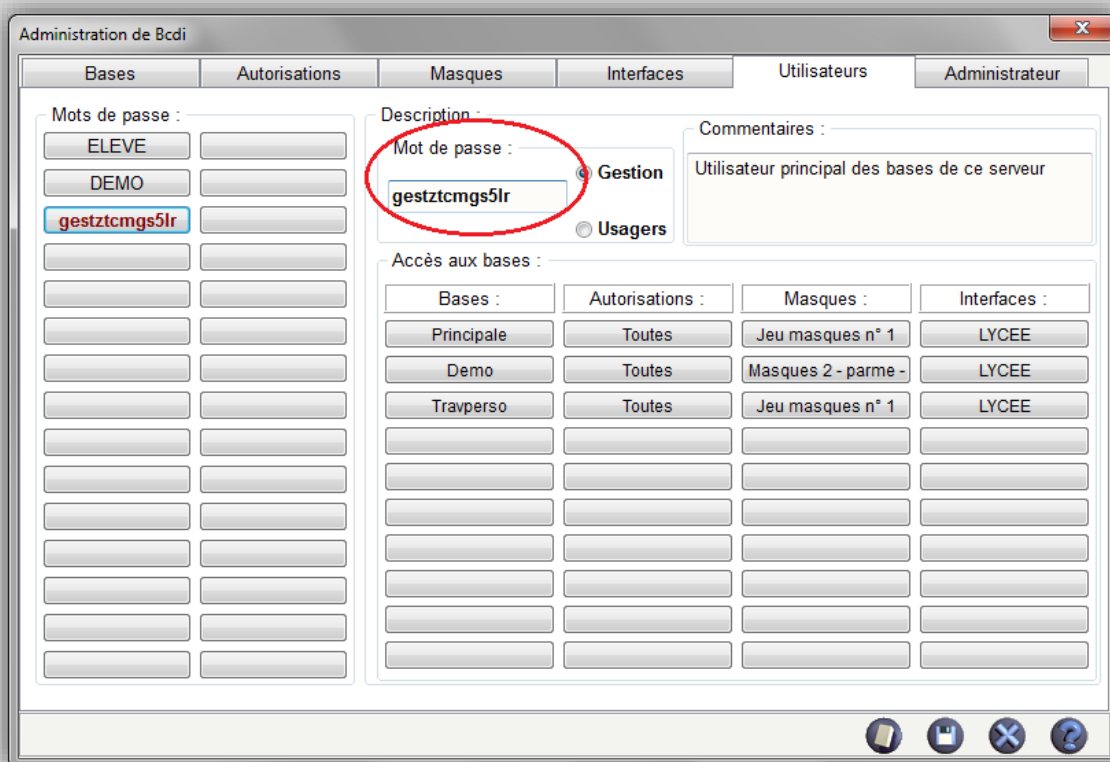 Administration de Bcdi
Bases Autorisations Masques Interfaces Utilisateurs Administrateur
Mots de passe :
ELEVE
DEMO
gestztcmgs5lr
Description :
Mot de passe :
gestztcmgs5lr
Gestion
Usagers
Commentaires :
Utilisateur principal des bases de ce serveur
Accès aux bases :
Bases : Autorisations : Masques : Interfaces :
Principale Toutes Jeu masques n° 1 LYCEE
Demo Toutes Masques 2 - parme - LYCEE
Travperso Toutes Jeu masques n° 1 LYCEE